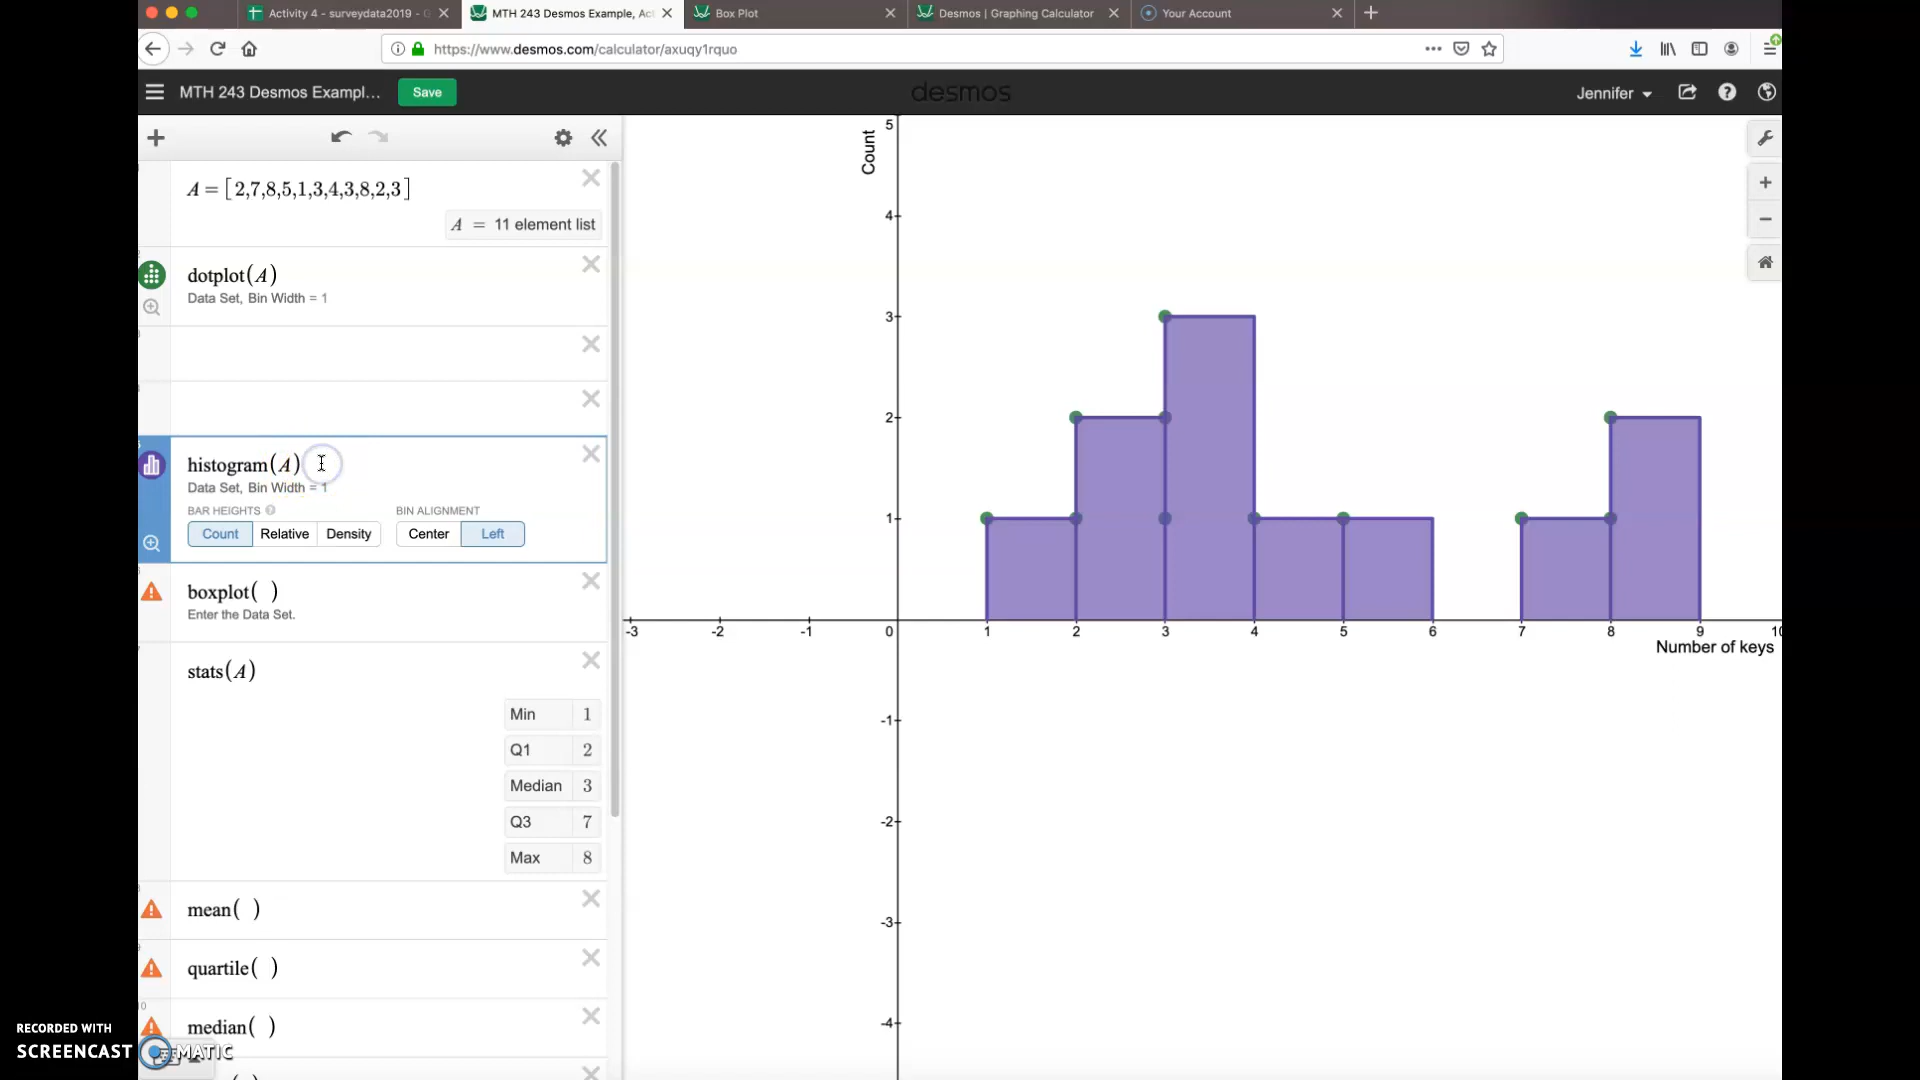 Activity 4 - surveydata2019 - G
MTH 243 Desmos Example, Act
Box Plot
Desmos | Graphing Calculator
Your Account
https://www.desmos.com/calculator/axuqy1rquo
MTH 243 Desmos Exampl...
Save
desmos
Jennifer
A = [2,7,8,5,1,3,4,3,8,2,3]
A = 11 element list
dotplot(A)
Data Set, Bin Width = 1
histogram(A)
Data Set, Bin Width = 1
BAR HEIGHTS
BIN ALIGNMENT
Count Relative Density
Center Left
boxplot( )
Enter the Data Set.
stats(A)
Min 1
Q1 2
Median 3
Q3 7
Max 8
mean( )
quartile( )
10
median( )
Count
5
4
3
2
1
-3 -2 -1 0 1 2 3 4 5 6 7 8 9 10
Number of keys
-1
-2
-3
-4
RECORDED WITH
SCREENCAST MATIC